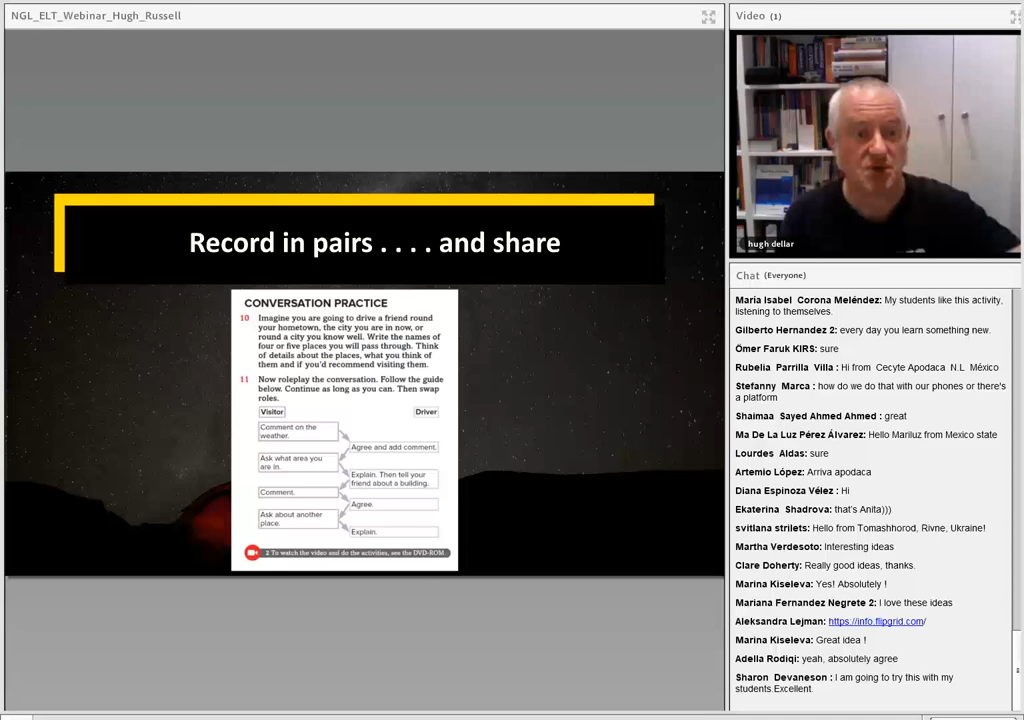 NGL_ELT_Webinar_Hugh_Russell
Record in pairs . . . . and share
CONVERSATION PRACTICE
10 Imagine you are going to drive a friend round
your hometown, the city you are in now, or
round a city you know well. Write the names of
four or five places you will pass through. Think
of details about the places, what you think of
them and if you'd recommend visiting them.
11 Now roleplay the conversation. Follow the guide
below. Continue as long as you can. Then swap
roles.
Visitor
Driver
Comment on the
weather.
Agree and add comment.
Ask what area you
are in.
Explain. Then tell your
friend about a building.
Comment.
Agree.
Ask about another
place.
Explain.
2 To watch the video and do the activities, see the DVD-ROM.
Video (1)
hugh dellar
Chat (Everyone)
María Isabel Corona Meléndez: My students like this activity,
listening to themselves.
Gilberto Hernandez 2: every day you learn something new.
Ömer Faruk KIRS: sure
Rubelia Parrilla Villa : Hi from Cecyte Apodaca N.L México
Stefanny Marca : how do we do that with our phones or there's
a platform
Shaimaa Sayed Ahmed Ahmed : great
Ma De La Luz Pérez Álvarez: Hello Mariluz from Mexico state
Lourdes Aldas: sure
Artemio López: Arriva apodaca
Diana Espinoza Vélez : Hi
Ekaterina Shadrova: that's Anita)))
svitlana strilets: Hello from Tomashhorod, Rivne, Ukraine!
Martha Verdesoto: Interesting ideas
Clare Doherty: Really good ideas, thanks.
Marina Kiseleva: Yes! Absolutely !
Mariana Fernandez Negrete 2: I love these ideas
Aleksandra Lejman: https://info.flipgrid.com/
Marina Kiseleva: Great idea !
Adella Rodiqi: yeah, absolutely agree
Sharon Devaneson : I am going to try this with my
students.Excellent.